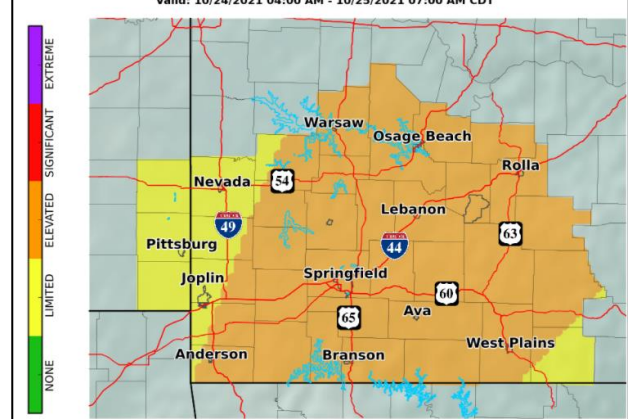 Valid: 10/24/2021 04:00 AM - 10/25/2021 07:00 AM CDT
EXTREME
SIGNIFICANT
ELEVATED
LIMITED
NONE
Warsaw
Osage Beach
Rolla
Nevada
54
Lebanon
49
63
44
Pittsburg
Joplin
Springfield
60
65
Ava
West Plains
Anderson
Branson